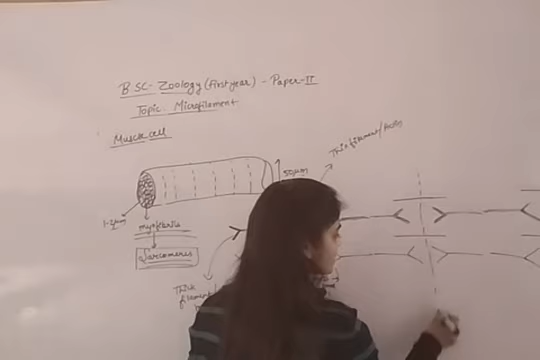 BSC- Zoology (first year) - Paper-II
Topic: Microfilament
Muscle cell
50μm
Thin filament/Actin
1-2μm
myofibrils
Sarcomeres
Thick
filament/